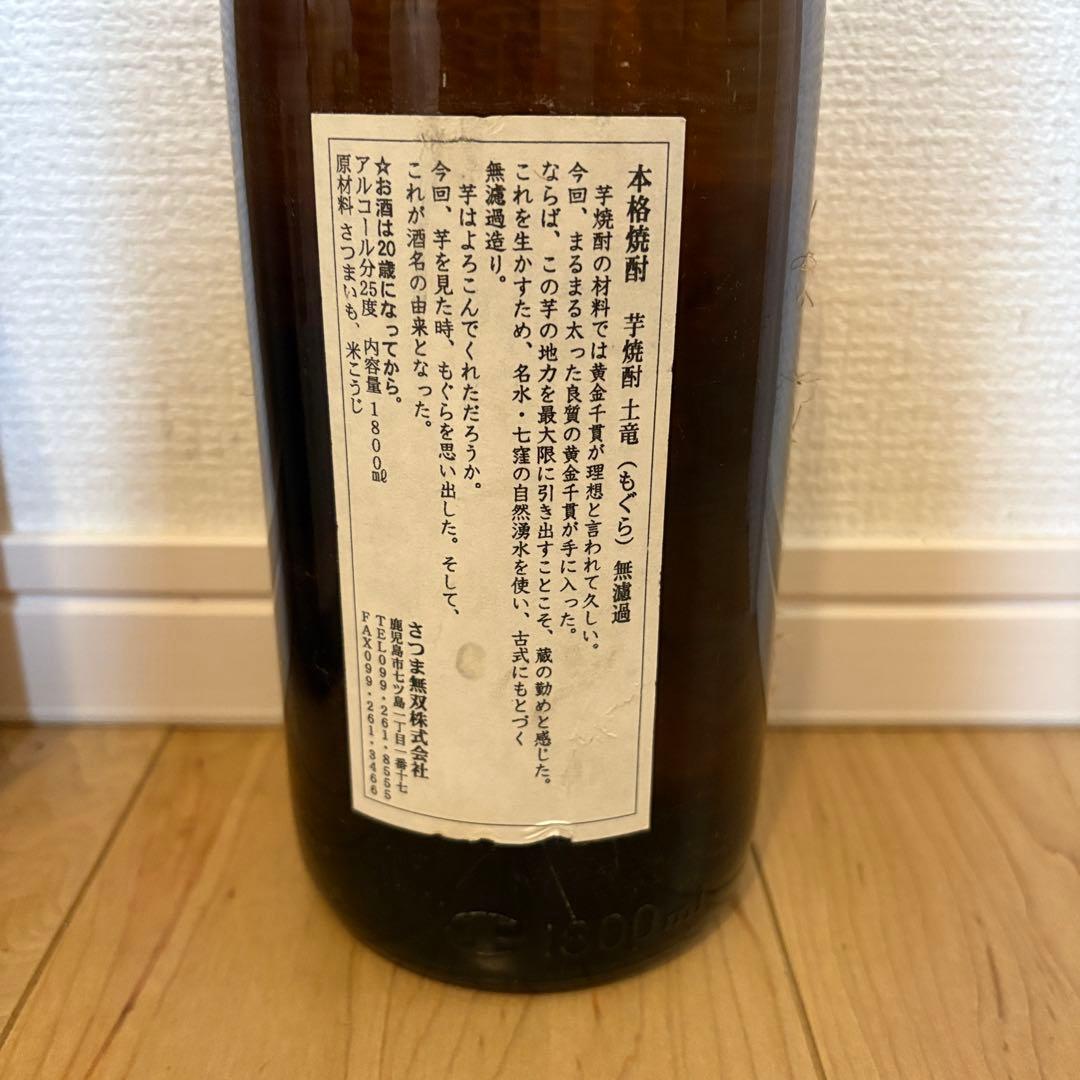 本格焼酎 芋焼酎 土竜(もぐら)無濾過
芋焼酎の材料では黄金千貫が理想と言われて久しい。
今回、まるまる太った良質の黄金千貫が手に入った。
ならば、この芋の地力を最大限に引き出すことこそ、蔵の勤めと感じた。
これを生かすため、名水・七窪の自然湧水を使い、古式にもとづく
無濾過造り。
芋はよろこんでくれただろうか。
今回、芋を見た時、もぐらを思い出した。そして、
これが酒名の由来となった。
☆お酒は20歳になってから。
アルコール分25度 内容量1800㎖
原材料 さつまいも、米こうじ
さつま無双株式会社
鹿児島市七ツ島一丁目一番十七
TEL099・261・8555
FAX099・261・3466
1800ml